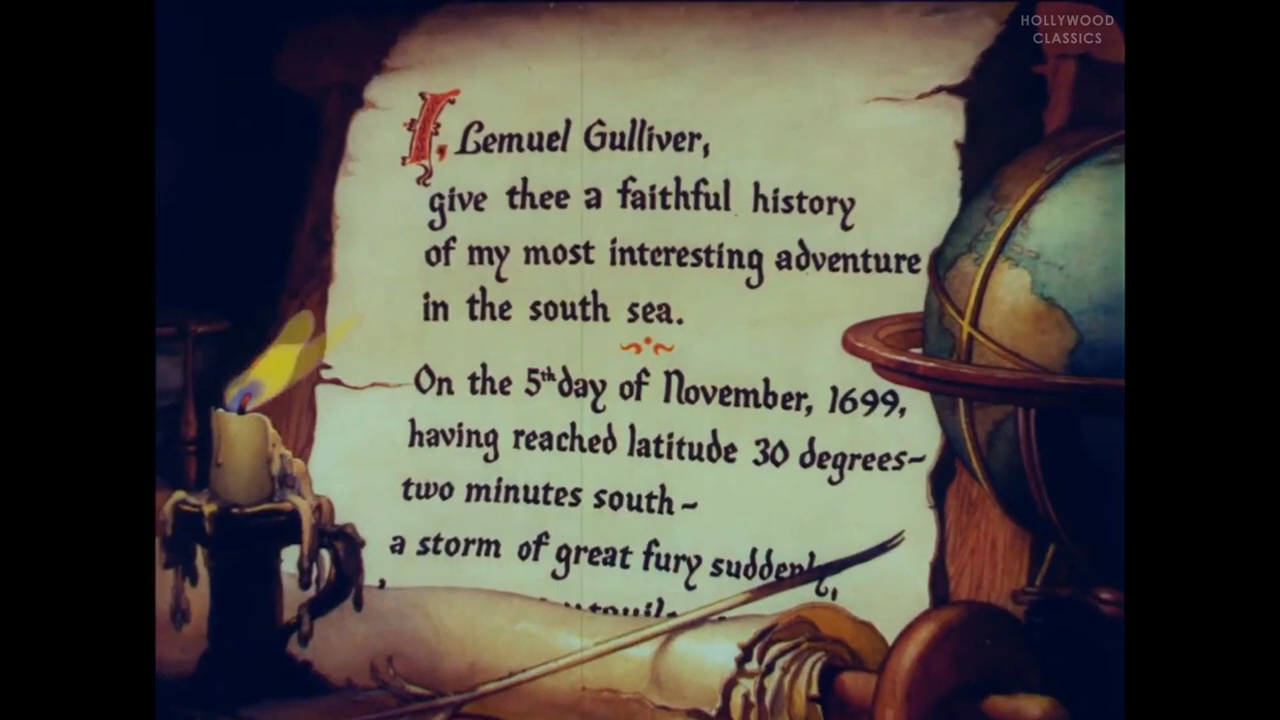 HOLLYWOOD
CLASSICS
I, Lemuel Gulliver,
give thee a faithful history
of my most interesting adventure
in the south sea.
On the 5th day of November, 1699,
having reached latitude 30 degrees~
two minutes south~
a storm of great fury suddenly